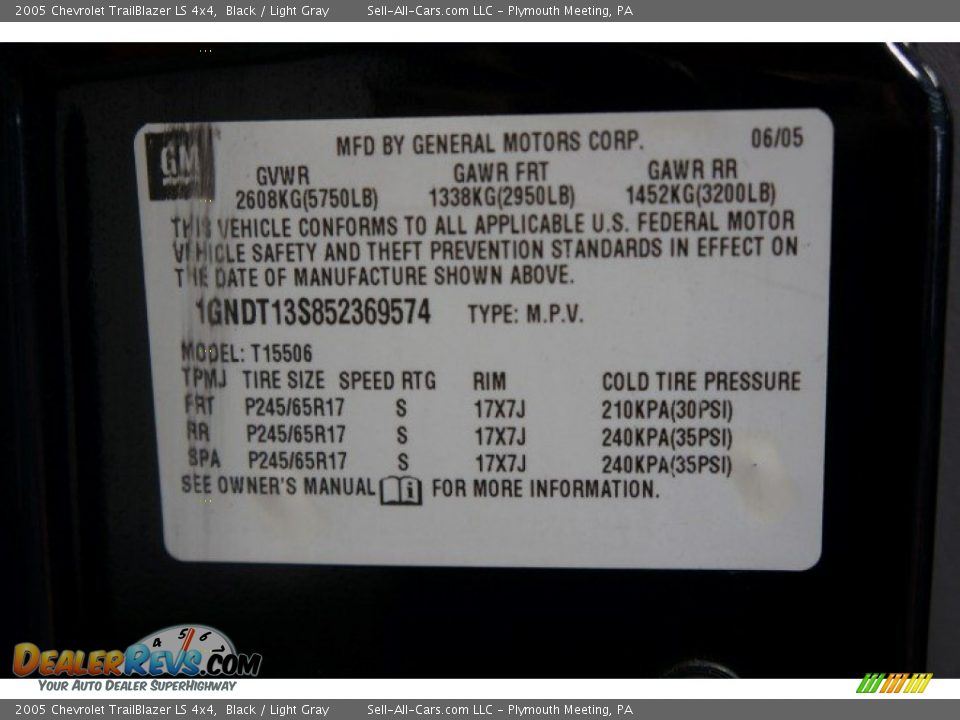 2005 Chevrolet TrailBlazer LS 4x4, Black / Light Gray Sell-All-Cars.com LLC - Plymouth Meeting, PA
GM
MFD BY GENERAL MOTORS CORP. 06/05
GVWR GAWR FRT GAWR RR
2608KG(5750LB) 1338KG(2950LB) 1452KG(3200LB)
THIS VEHICLE CONFORMS TO ALL APPLICABLE U.S. FEDERAL MOTOR
VEHICLE SAFETY AND THEFT PREVENTION STANDARDS IN EFFECT ON
THE DATE OF MANUFACTURE SHOWN ABOVE.
1GNDT13S852369574 TYPE: M.P.V.
MODEL: T15506
TPMJ TIRE SIZE SPEED RTG RIM COLD TIRE PRESSURE
FRT P245/65R17 S 17X7J 210KPA(30PSI)
RR P245/65R17 S 17X7J 240KPA(35PSI)
SPA P245/65R17 S 17X7J 240KPA(35PSI)
SEE OWNER'S MANUAL i FOR MORE INFORMATION.
4 5 6
DealerRevs.com
Your Auto Dealer SuperHighway
2005 Chevrolet TrailBlazer LS 4x4, Black / Light Gray Sell-All-Cars.com LLC - Plymouth Meeting, PA